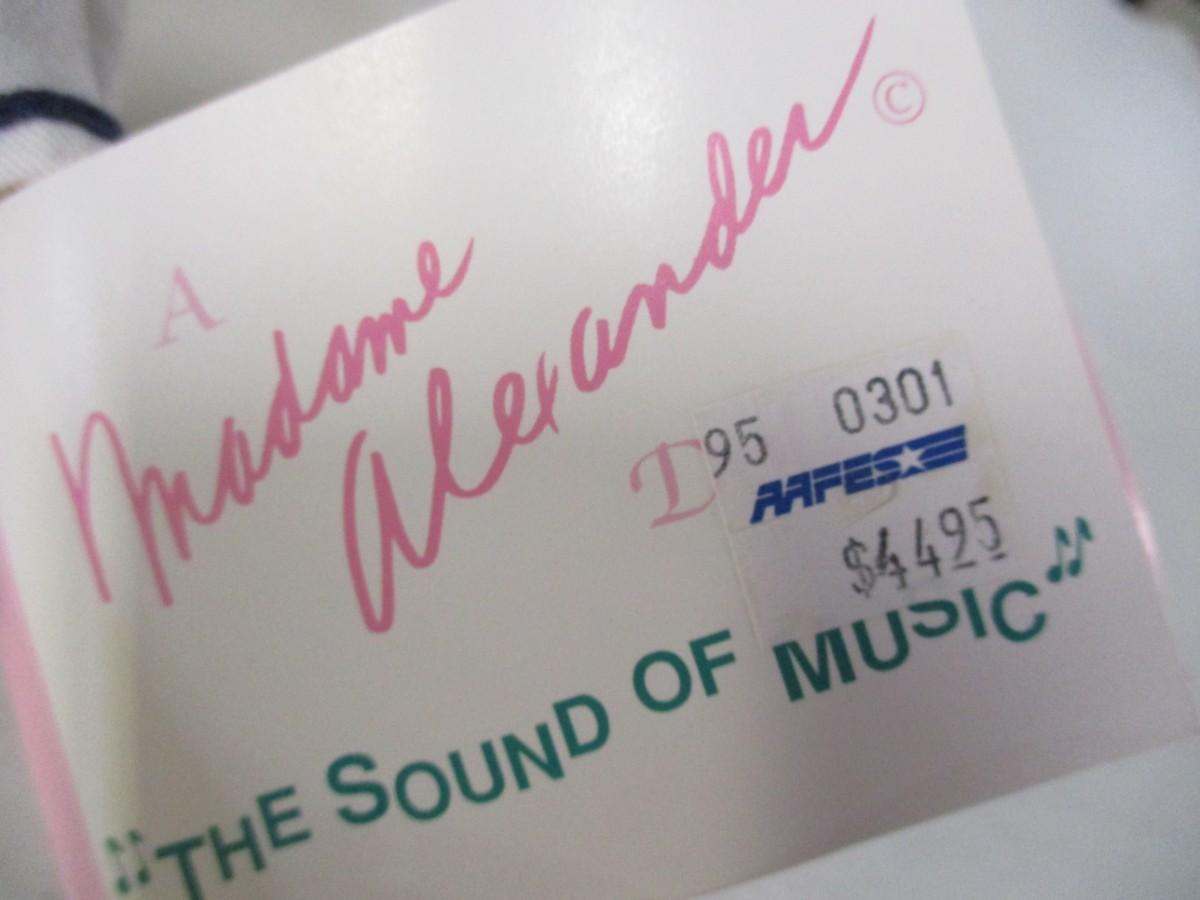 A
Madame
Alexander ©
95 0301
AAFES
$4495
THE SOUND OF MUSIC